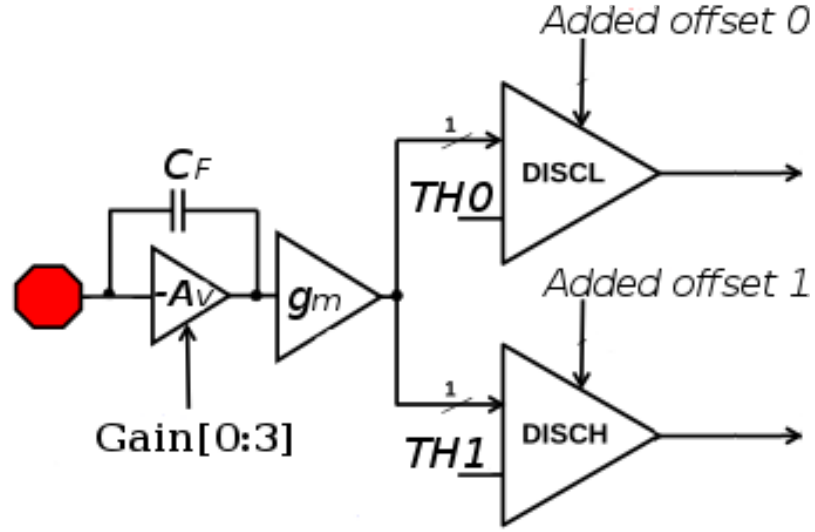 Added offset 0
1
CF
DISCL
TH0
-Av
gm
Added offset 1
1
Gain[0:3]
DISCH
TH1